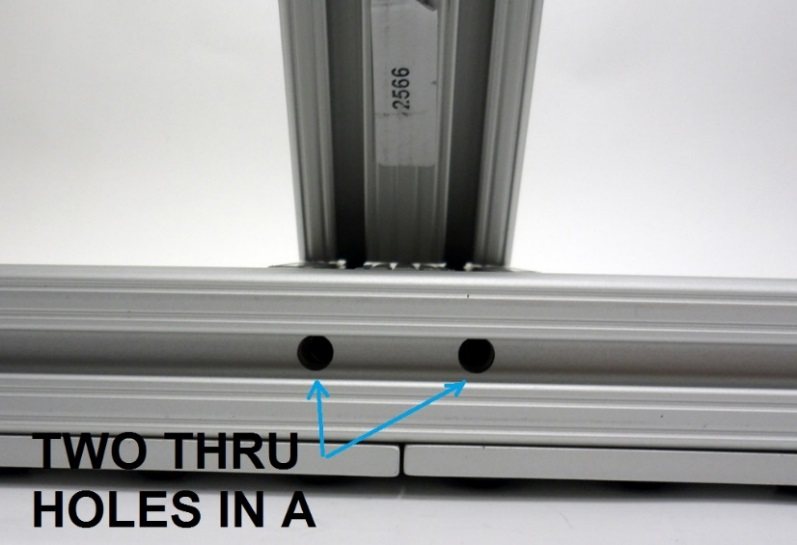 2566
TWO THRU
HOLES IN A